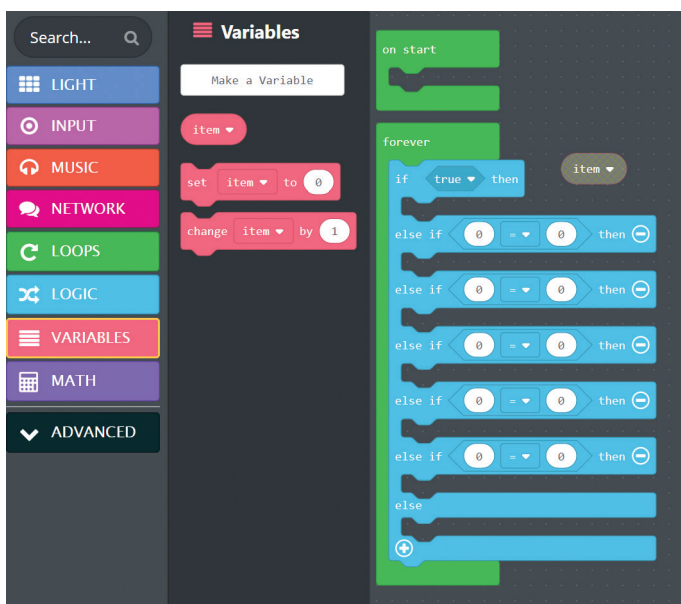 Search...
LIGHT
INPUT
MUSIC
NETWORK
LOOPS
LOGIC
VARIABLES
MATH
ADVANCED
Variables
Make a Variable
item
set item to 0
change item by 1
on start
forever
if true then
item
else if 0 = 0 then
else if 0 = 0 then
else if 0 = 0 then
else if 0 = 0 then
else if 0 = 0 then
else